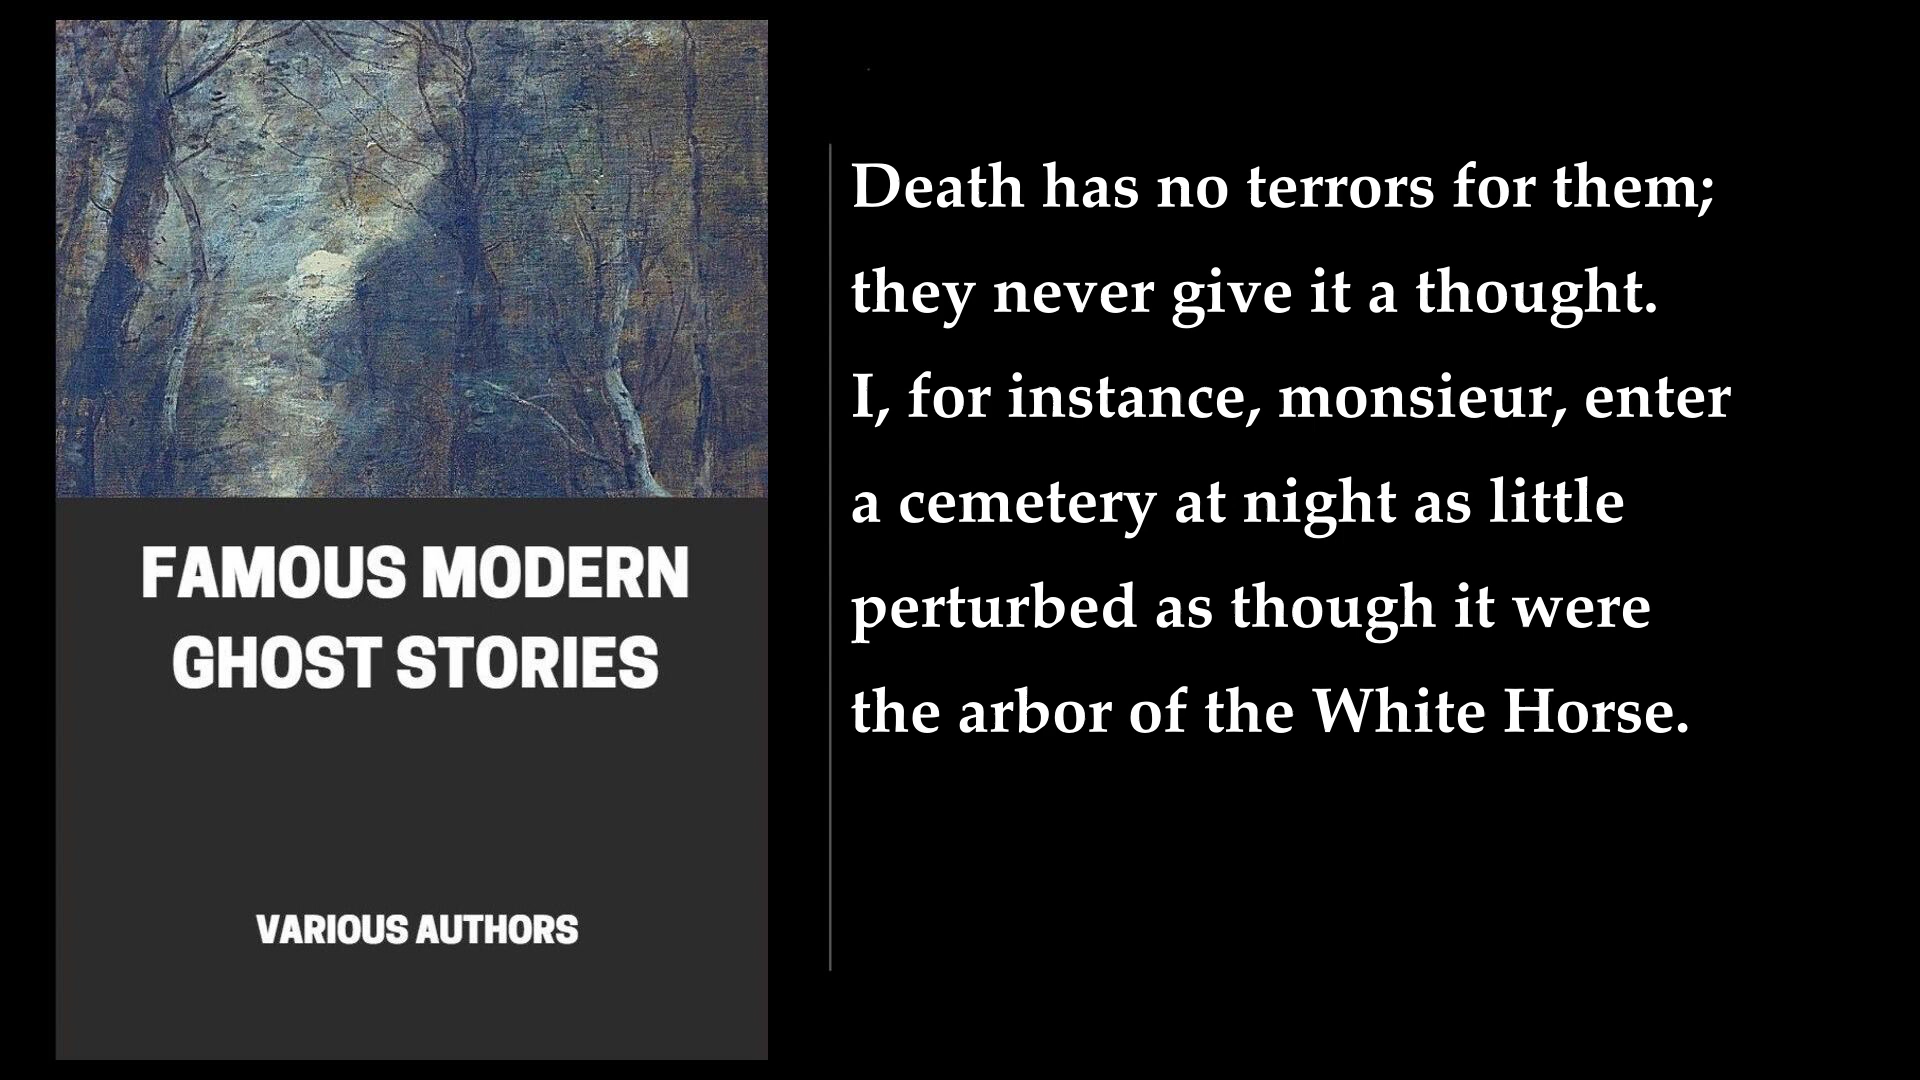 FAMOUS MODERN
GHOST STORIES
VARIOUS AUTHORS
Death has no terrors for them;
they never give it a thought.
I, for instance, monsieur, enter
a cemetery at night as little
perturbed as though it were
the arbor of the White Horse.